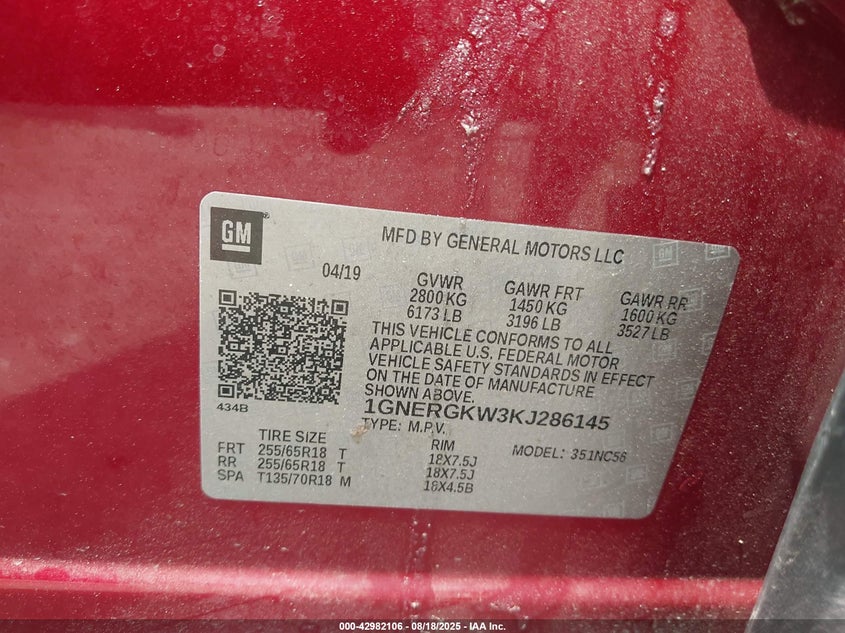 GM
MFD BY GENERAL MOTORS LLC
04/19
GVWR
2800 KG
6173 LB
GAWR FRT
1450 KG
3196 LB
GAWR RR
1600 KG
3527 LB
THIS VEHICLE CONFORMS TO ALL
APPLICABLE U.S. FEDERAL MOTOR
VEHICLE SAFETY STANDARDS IN EFFECT
ON THE DATE OF MANUFACTURE
SHOWN ABOVE.
434B
1GNERGKW3KJ286145
TYPE: M.P.V.
MODEL: 351NC56
TIRE SIZE RIM
FRT 255/65R18 T 18X7.5J
RR 255/65R18 T 18X7.5J
SPA T135/70R18 M 18X4.5B
000-42982106 - 08/18/2025 - IAA Inc.